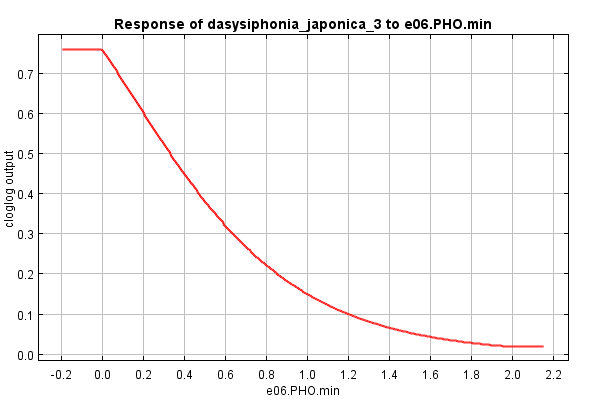 Response of dasysiphonia_japonica_3 to e06.PHO.min
cloglog output
0.7
0.6
0.5
0.4
0.3
0.2
0.1
0.0
-0.2 0.0 0.2 0.4 0.6 0.8 1.0 1.2 1.4 1.6 1.8 2.0 2.2
e06.PHO.min